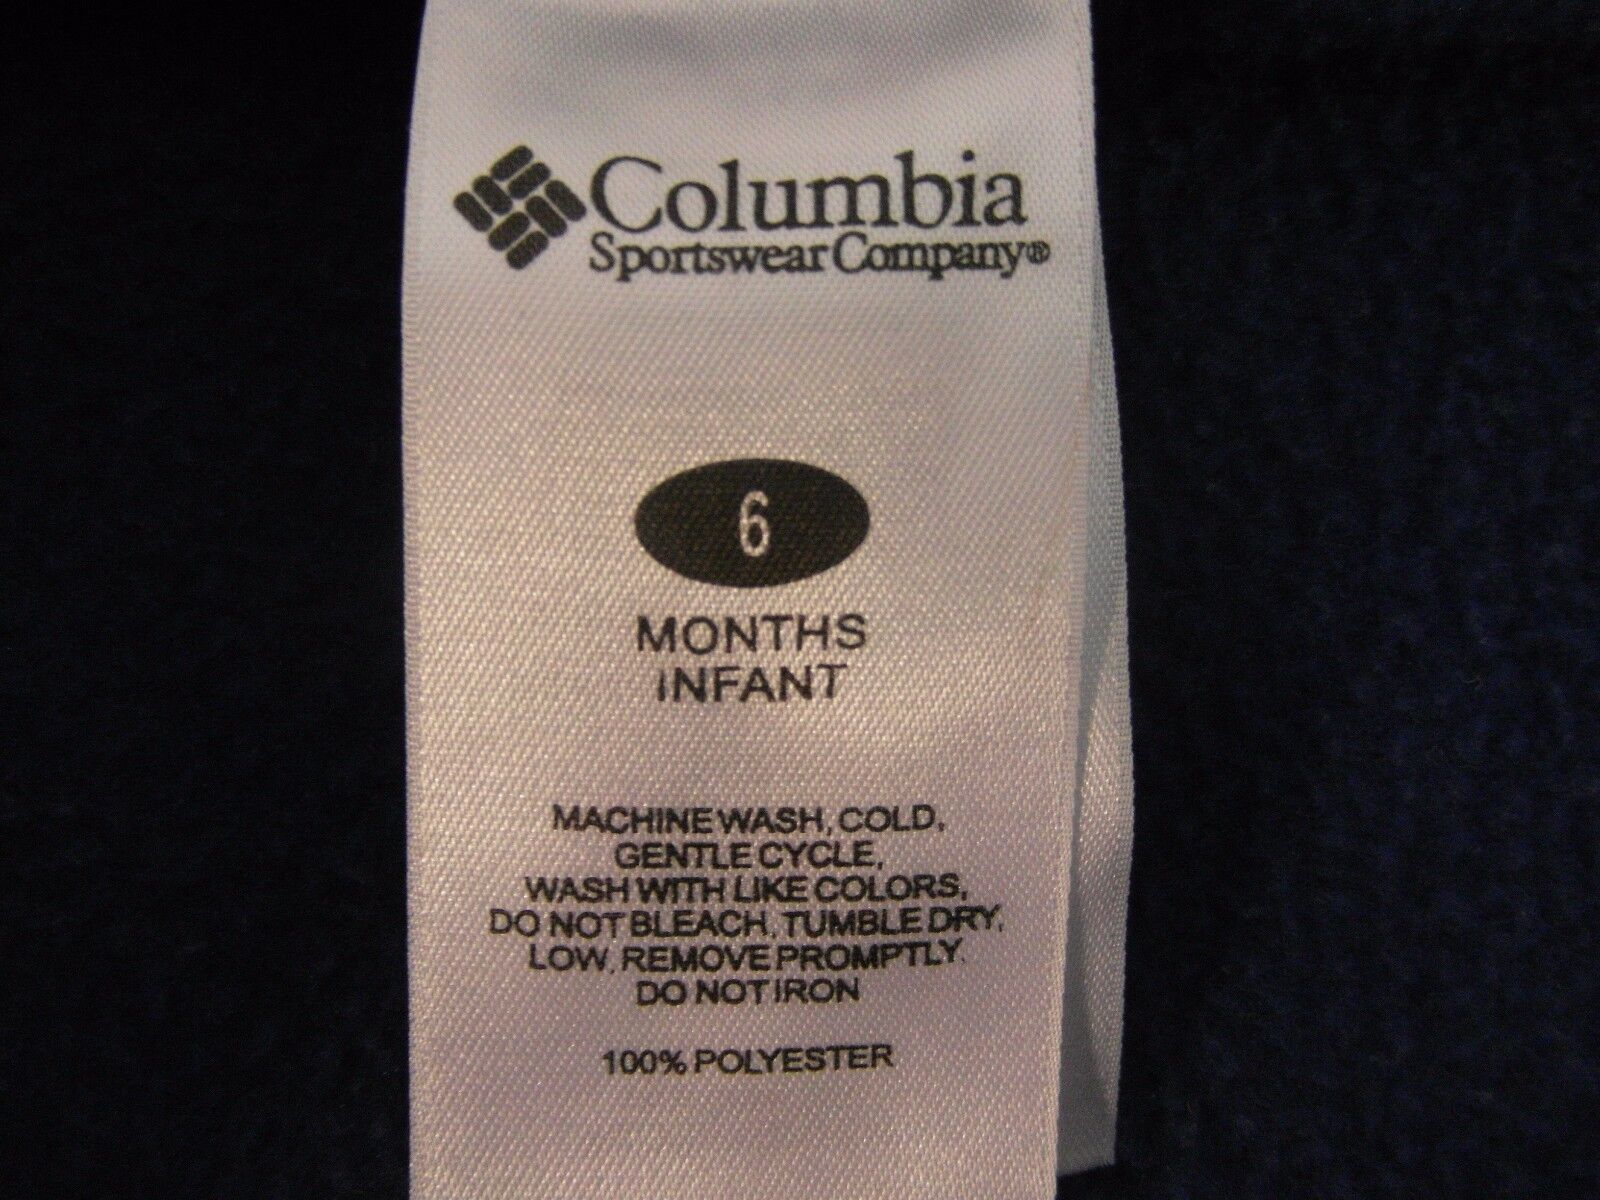 Columbia
Sportswear Company®
6
MONTHS
INFANT
MACHINE WASH, COLD,
GENTLE CYCLE,
WASH WITH LIKE COLORS,
DO NOT BLEACH, TUMBLE DRY,
LOW, REMOVE PROMPTLY.
DO NOT IRON
100% POLYESTER